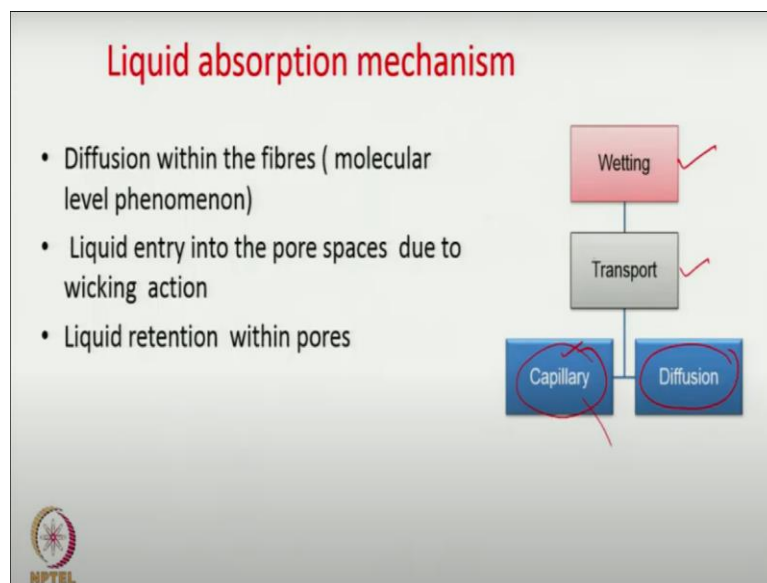 Liquid absorption mechanism
• Diffusion within the fibres ( molecular
level phenomenon)
• Liquid entry into the pore spaces due to
wicking action
• Liquid retention within pores
Wetting
Transport
Capillary
Diffusion
NPTEL